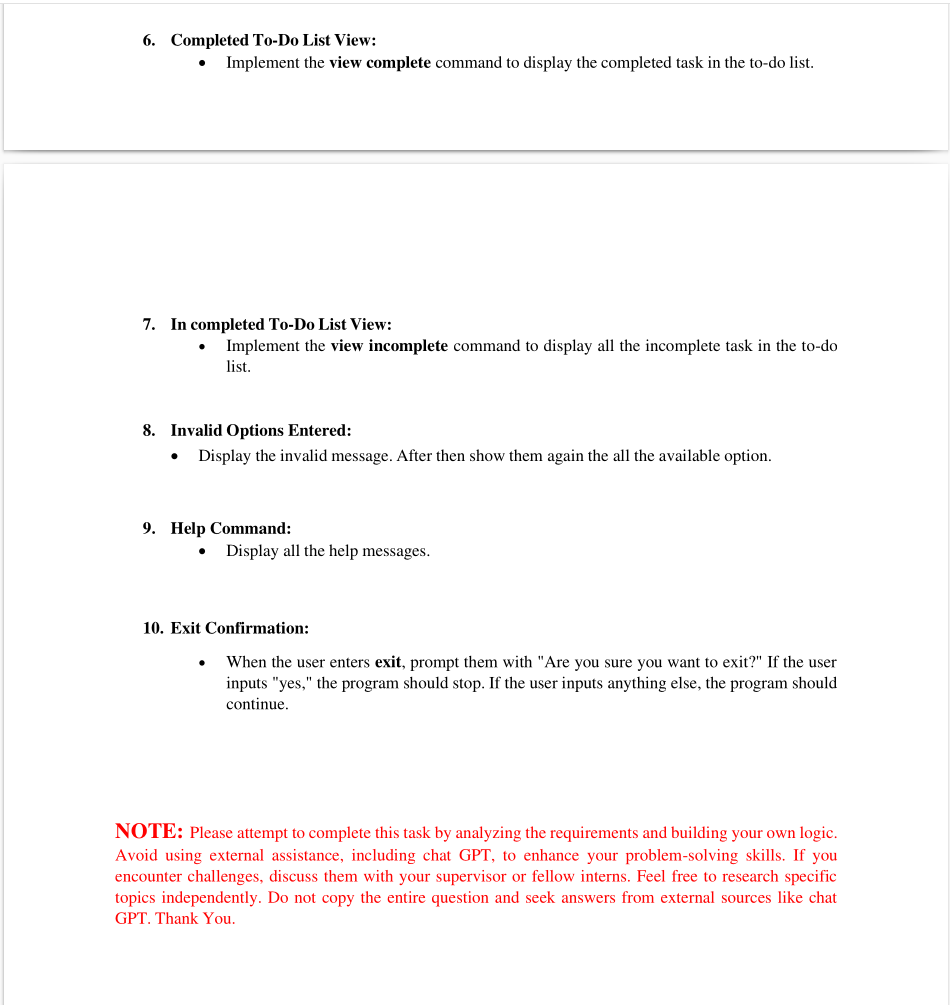 6. Completed To-Do List View:
• Implement the view complete command to display the completed task in the to-do list.
7. In completed To-Do List View:
• Implement the view incomplete command to display all the incomplete task in the to-do
list.
8. Invalid Options Entered:
• Display the invalid message. After then show them again the all the available option.
9. Help Command:
• Display all the help messages.
10. Exit Confirmation:
• When the user enters exit, prompt them with "Are you sure you want to exit?" If the user
inputs "yes," the program should stop. If the user inputs anything else, the program should
continue.
NOTE: Please attempt to complete this task by analyzing the requirements and building your own logic.
Avoid using external assistance, including chat GPT, to enhance your problem-solving skills. If you
encounter challenges, discuss them with your supervisor or fellow interns. Feel free to research specific
topics independently. Do not copy the entire question and seek answers from external sources like chat
GPT. Thank You.